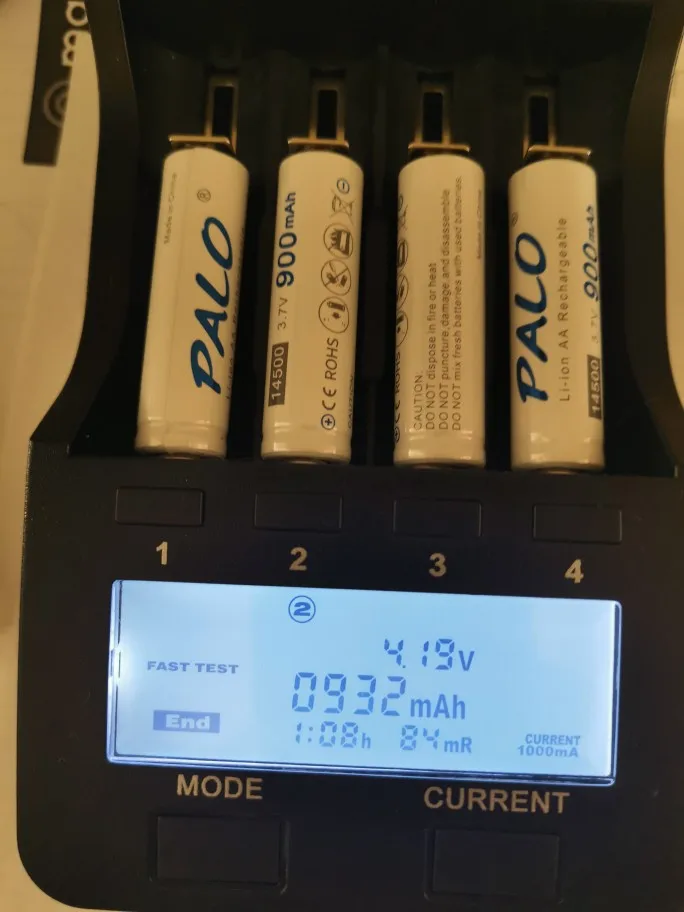 Made in China
PALO®
14500 3.7V 900mAh
CE ROHS
CAUTION:
DO NOT dispose in fire or heat
DO NOT puncture, damage and disassemble
DO NOT mix fresh batteries with used batteries.
Made in China
PALO®
Li-ion AA Rechargeable
14500 3.7V 900mAh
1
2
3
4
2
4.19V
FAST TEST
0932mAh
End
1:08h 84mR
CURRENT
1000mA
MODE
CURRENT